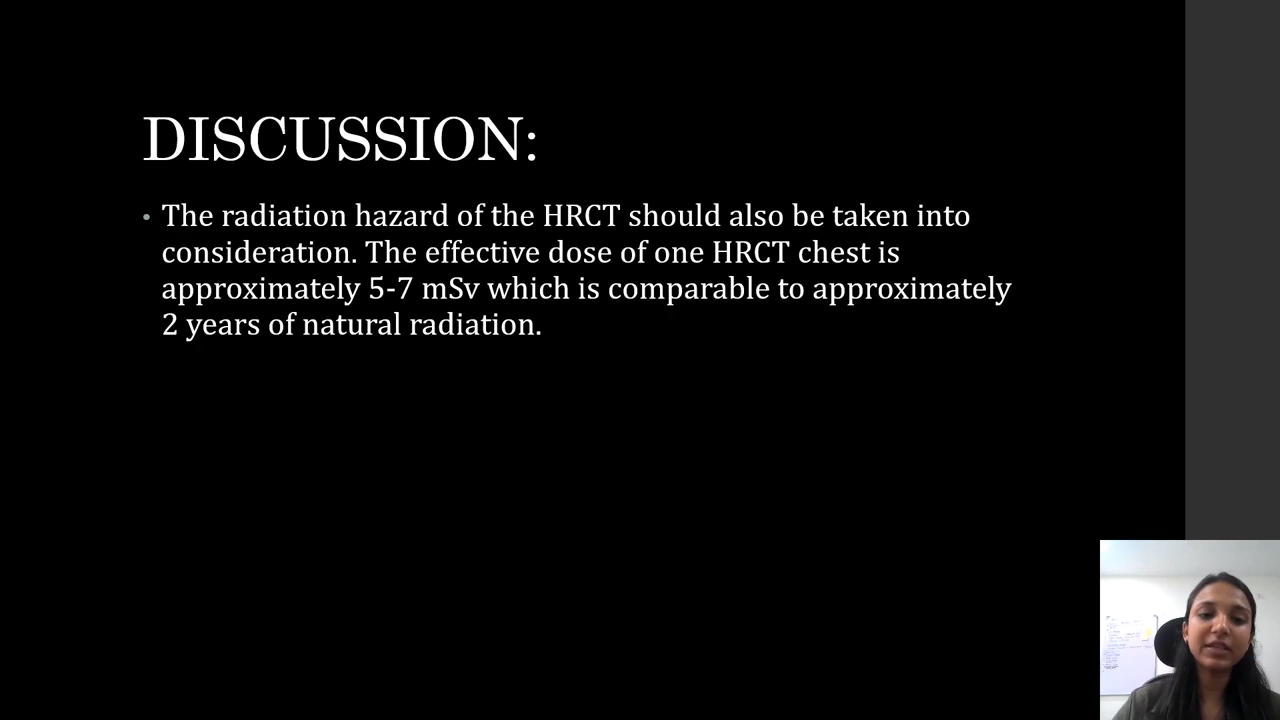 DISCUSSION:
• The radiation hazard of the HRCT should also be taken into
consideration. The effective dose of one HRCT chest is
approximately 5-7 mSv which is comparable to approximately
2 years of natural radiation.